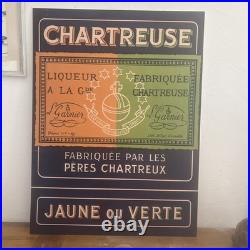 CHARTREUSE
LIQUEUR
A LA Gde
FABRIQUÉE
CHARTREUSE
L. Garnier
L. Garnier
FABRIQUÉE PAR LES
PÈRES CHARTREUX
JAUNE OU VERTE